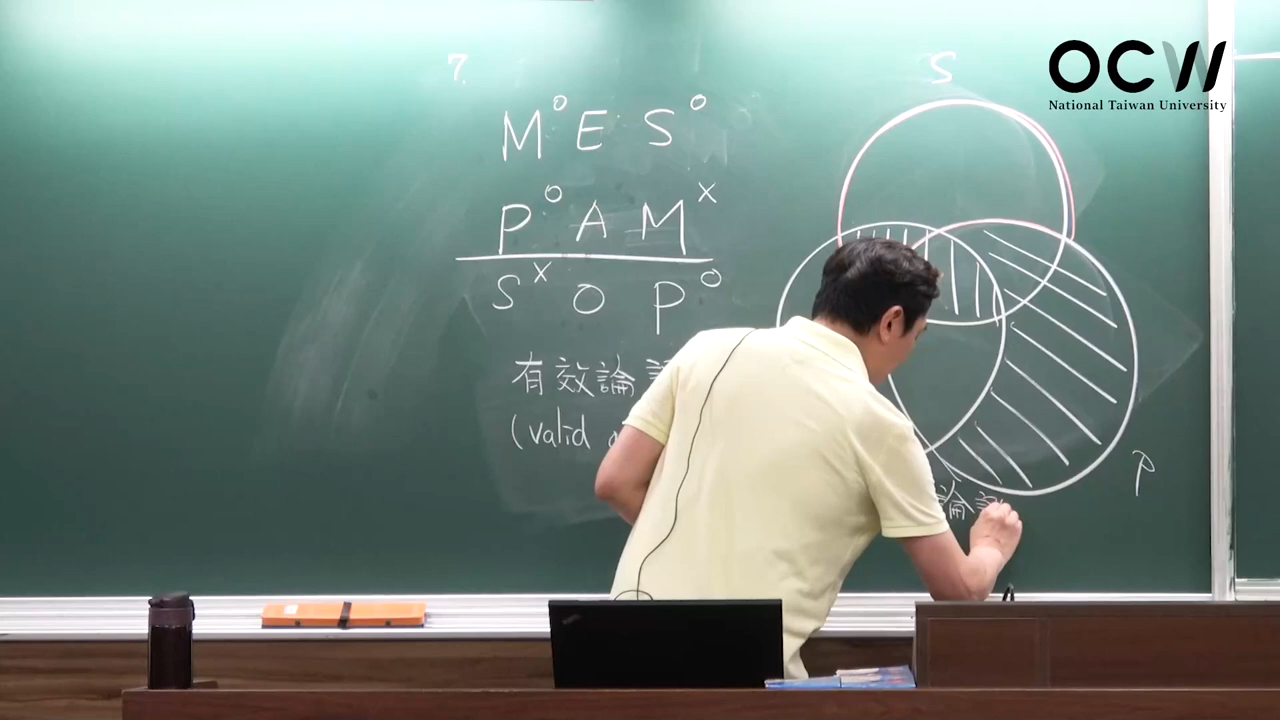 7.
M° E S°
P° A M×
S× O P°
有效論
(valid
S
P
論
OCW
National Taiwan University